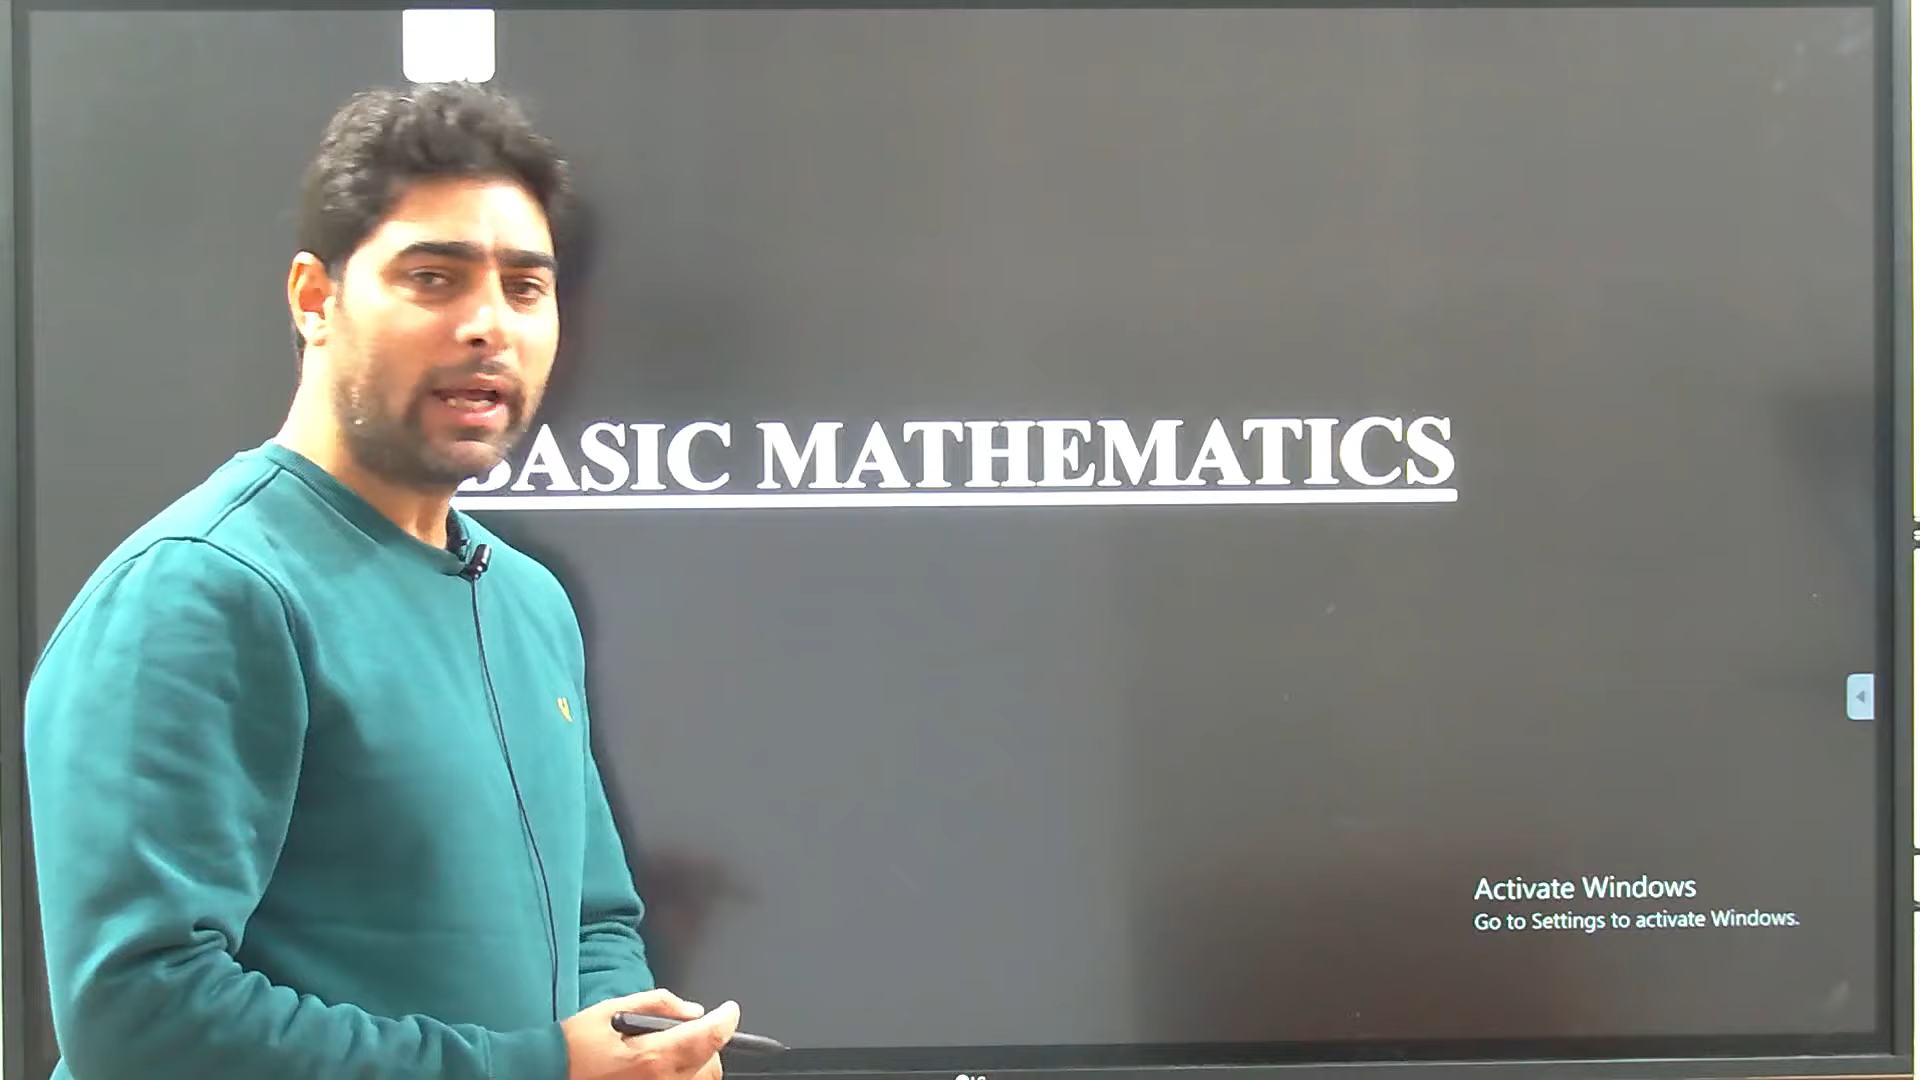 BASIC MATHEMATICS
Activate Windows
Go to Settings to activate Windows.